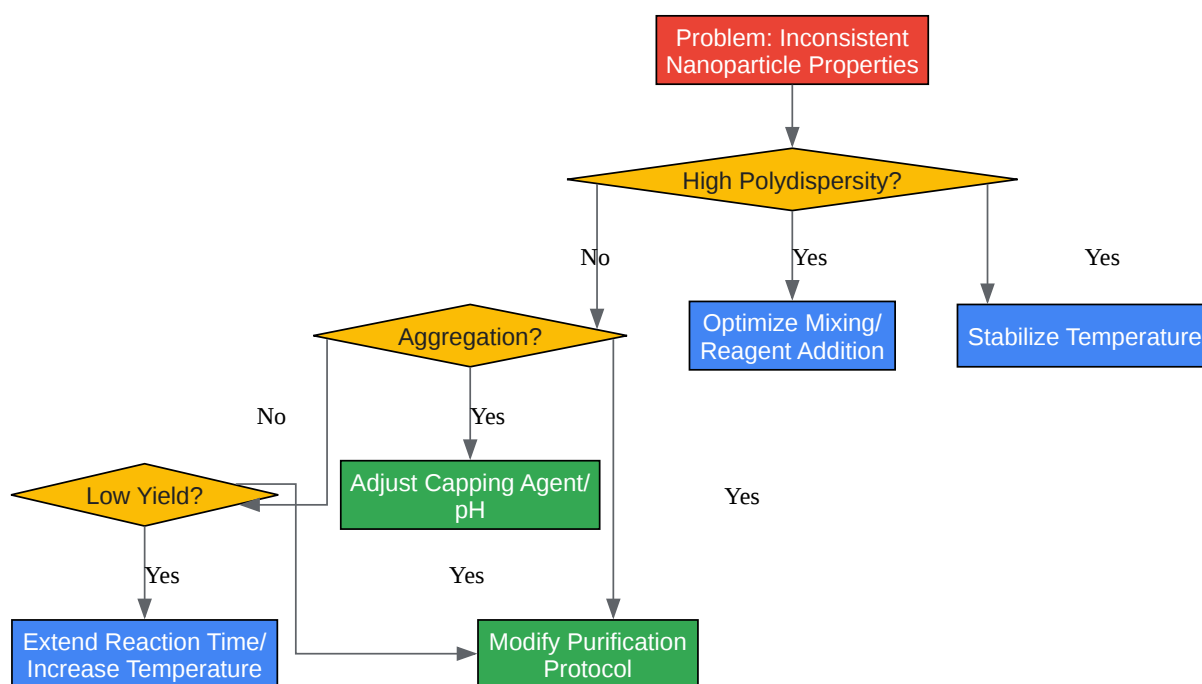 Problem: Inconsistent
Nanoparticle Properties
High Polydispersity?
No
Yes
Yes
Aggregation?
Optimize Mixing/
Reagent Addition
Stabilize Temperature
No
Yes
Low Yield?
Adjust Capping Agent/
pH
Yes
Yes
Yes
Extend Reaction Time/
Increase Temperature
Modify Purification
Protocol